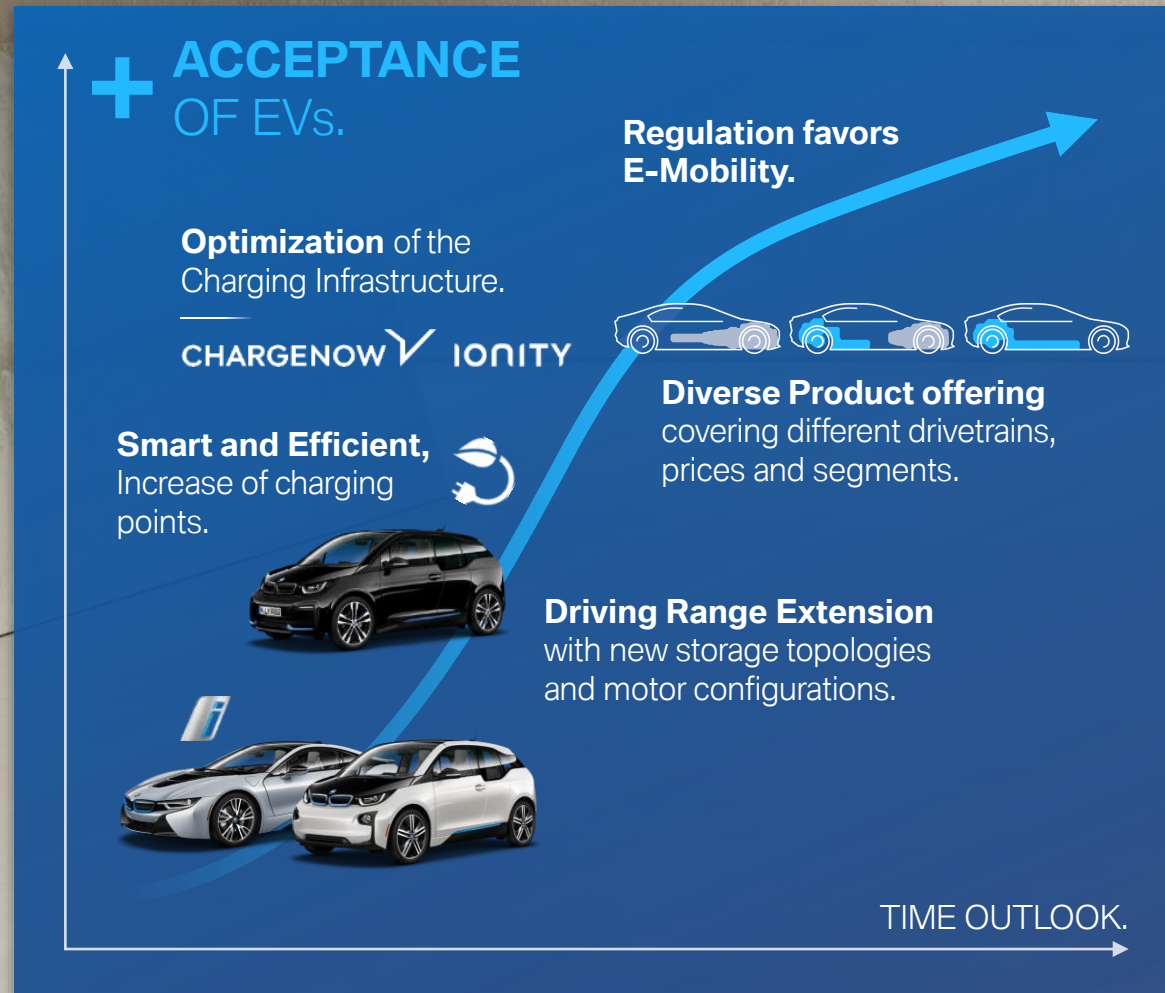 ACCEPTANCE
OF EVs.
Regulation favors
E-Mobility.
Optimization of the
Charging Infrastructure.
CHARGENOW IONITY
Diverse Product offering
covering different drivetrains,
prices and segments.
Smart and Efficient,
Increase of charging
points.
Driving Range Extension
with new storage topologies
and motor configurations.
i
TIME OUTLOOK.